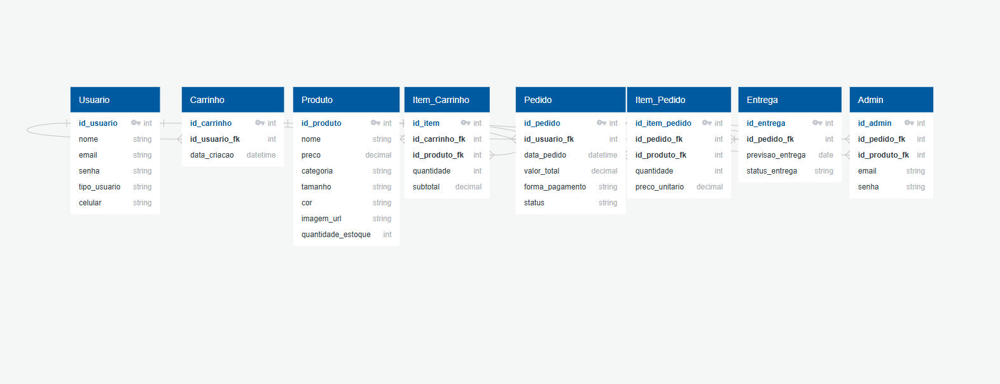 Usuario
id_usuario int
nome string
email string
senha string
tipo_usuario string
celular string
Carrinho
id_carrinho int
id_usuario_fk int
data_criacao datetime
Produto
id_produto int
nome string
preco decimal
categoria string
tamanho string
cor string
imagem_url string
quantidade_estoque int
Item_Carrinho
id_item int
id_carrinho_fk int
id_produto_fk int
quantidade int
subtotal decimal
Pedido
id_pedido int
id_usuario_fk int
data_pedido datetime
valor_total decimal
forma_pagamento string
status string
Item_Pedido
id_item_pedido int
id_pedido_fk int
id_produto_fk int
quantidade int
preco_unitario decimal
Entrega
id_entrega int
id_pedido_fk int
previsao_entrega date
status_entrega string
Admin
id_admin int
id_pedido_fk int
id_produto_fk int
email string
senha string